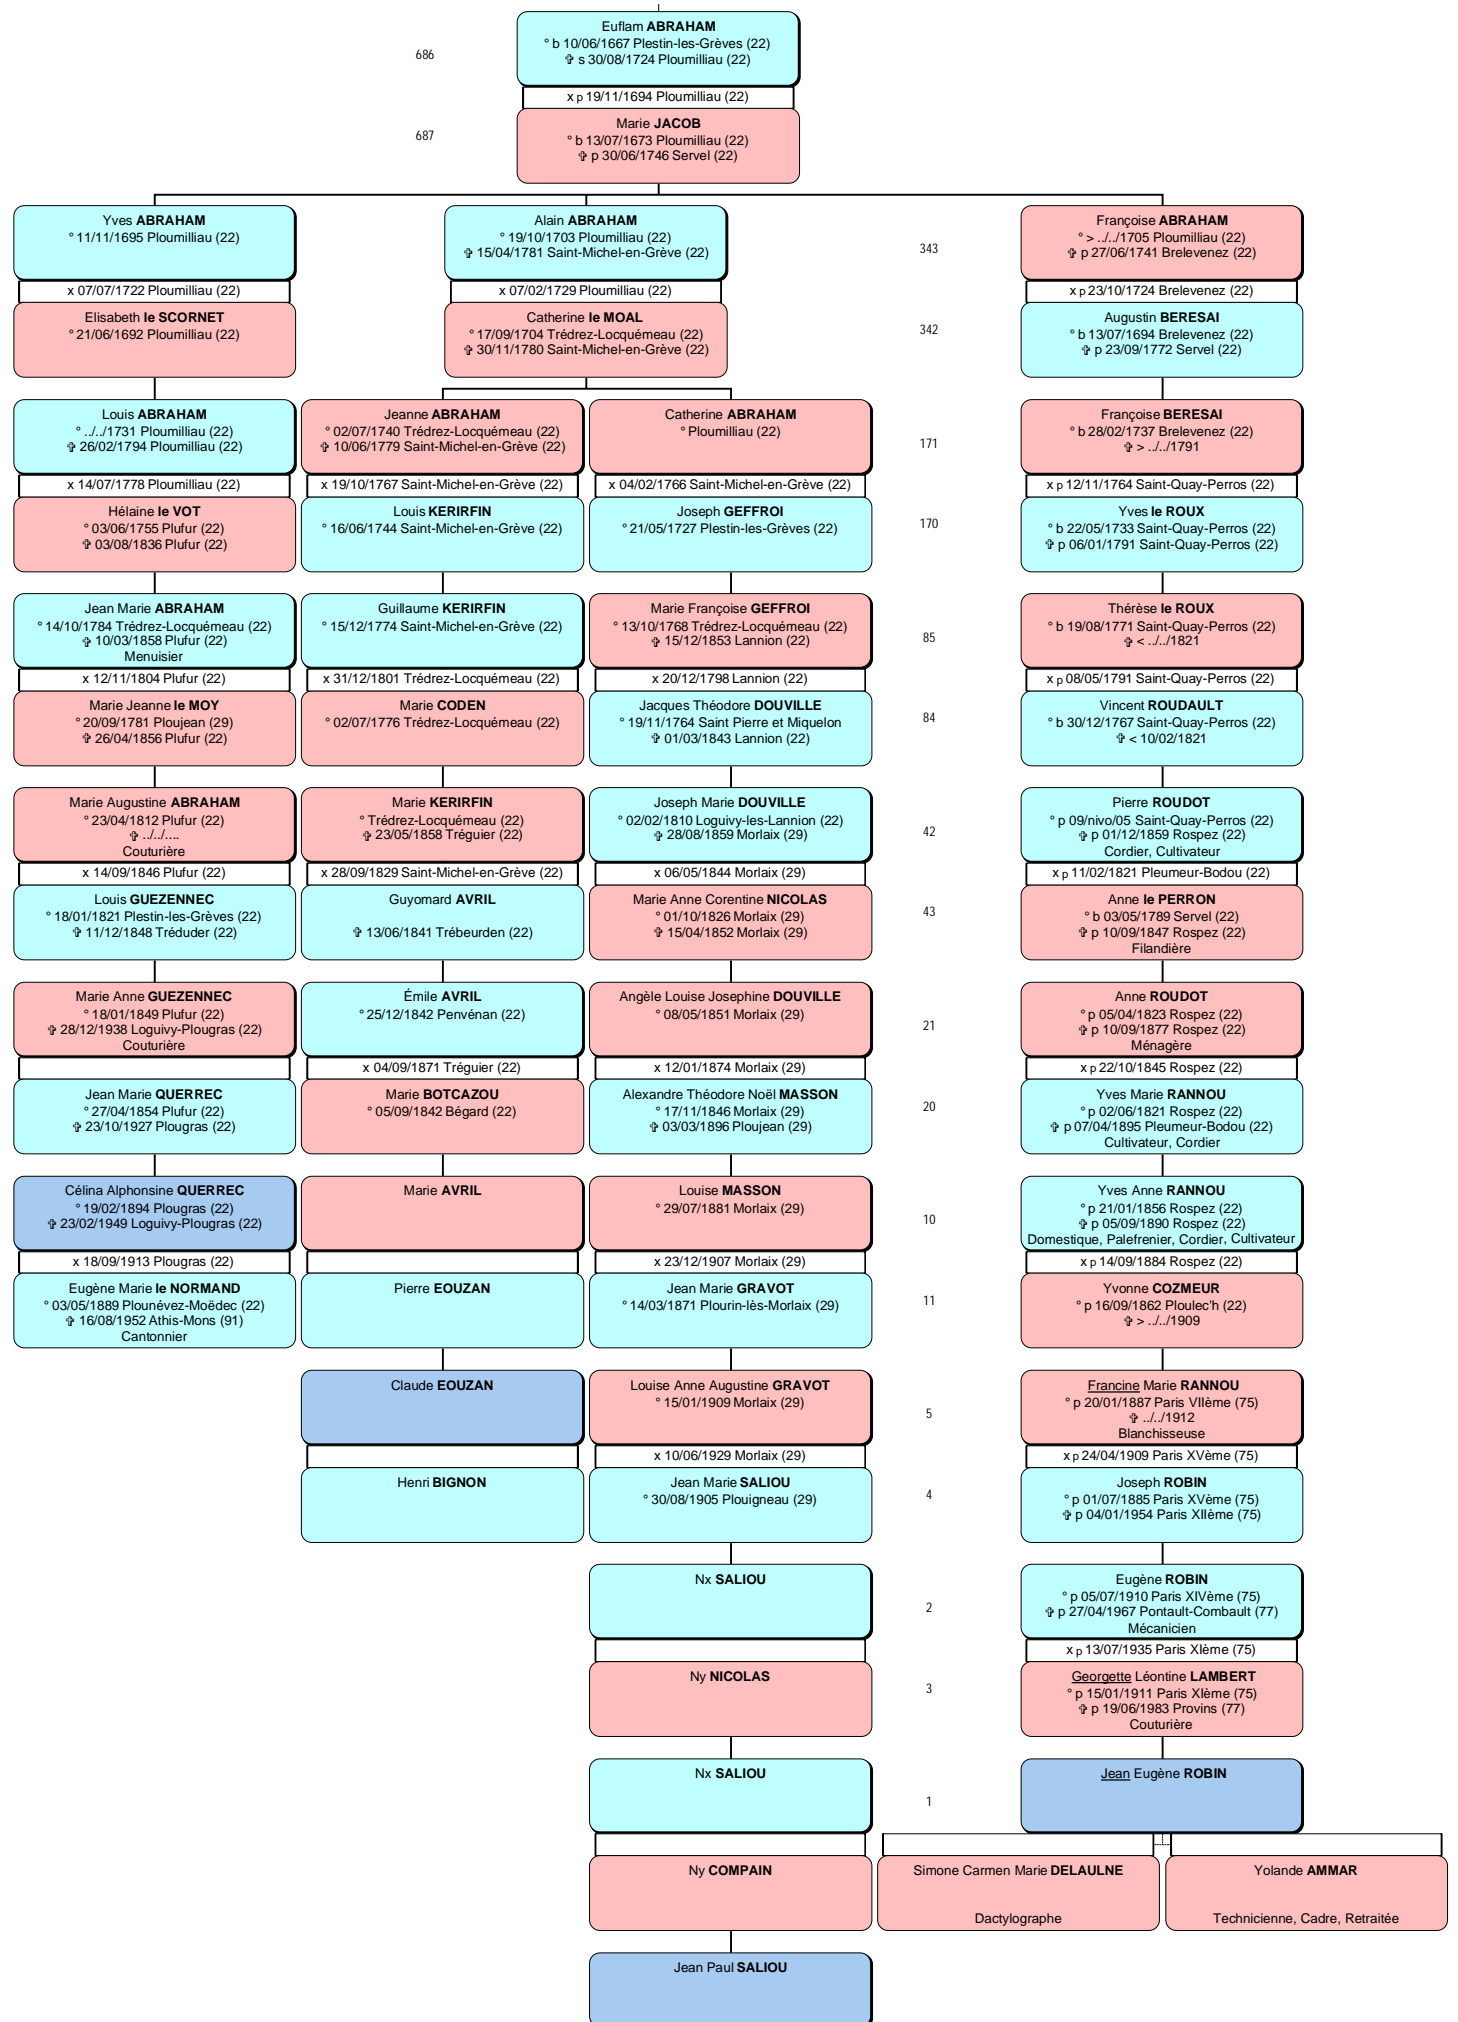 Euflam ABRAHAM
° b 10/06/1667 Plestin-les-Grèves (22)
✞ s 30/08/1724 Ploumilliau (22)
686
x p 19/11/1694 Ploumilliau (22)
Marie JACOB
° b 13/07/1673 Ploumilliau (22)
✞ p 30/06/1746 Servel (22)
687
Yves ABRAHAM
° 11/11/1695 Ploumilliau (22)
x 07/07/1722 Ploumilliau (22)
Elisabeth le SCORNET
° 21/06/1692 Ploumilliau (22)
Alain ABRAHAM
° 19/10/1703 Ploumilliau (22)
✞ 15/04/1781 Saint-Michel-en-Grève (22)
x 07/02/1729 Ploumilliau (22)
Catherine le MOAL
° 17/09/1704 Trédrez-Locquémeau (22)
✞ 30/11/1780 Saint-Michel-en-Grève (22)
343
Françoise ABRAHAM
° > ../../1705 Ploumilliau (22)
✞ p 27/06/1741 Brelevenez (22)
x p 23/10/1724 Brelevenez (22)
342
Augustin BERESAI
° b 13/07/1694 Brelevenez (22)
✞ p 23/09/1772 Servel (22)
Louis ABRAHAM
° ../../1731 Ploumilliau (22)
✞ 26/02/1794 Ploumilliau (22)
x 14/07/1778 Ploumilliau (22)
Hélaine le VOT
° 03/06/1755 Plufur (22)
✞ 03/08/1836 Plufur (22)
Jeanne ABRAHAM
° 02/07/1740 Trédrez-Locquémeau (22)
✞ 10/06/1779 Saint-Michel-en-Grève (22)
x 19/10/1767 Saint-Michel-en-Grève (22)
Louis KERIRFIN
° 16/06/1744 Saint-Michel-en-Grève (22)
Catherine ABRAHAM
° Ploumilliau (22)
x 04/02/1766 Saint-Michel-en-Grève (22)
Joseph GEFFROI
° 21/05/1727 Plestin-les-Grèves (22)
171
Françoise BERESAI
° b 28/02/1737 Brelevenez (22)
✞ > ../../1791
x p 12/11/1764 Saint-Quay-Perros (22)
170
Yves le ROUX
° b 22/05/1733 Saint-Quay-Perros (22)
✞ p 06/01/1791 Saint-Quay-Perros (22)
Jean Marie ABRAHAM
° 14/10/1784 Trédrez-Locquémeau (22)
✞ 10/03/1858 Plufur (22)
Menuisier
x 12/11/1804 Plufur (22)
Marie Jeanne le MOY
° 20/09/1781 Ploujean (29)
✞ 26/04/1856 Plufur (22)
Guillaume KERIRFIN
° 15/12/1774 Saint-Michel-en-Grève (22)
x 31/12/1801 Trédrez-Locquémeau (22)
Marie CODEN
° 02/07/1776 Trédrez-Locquémeau (22)
Marie Françoise GEFFROI
° 13/10/1768 Trédrez-Locquémeau (22)
✞ 15/12/1853 Lannion (22)
x 20/12/1798 Lannion (22)
Jacques Théodore DOUVILLE
° 19/11/1764 Saint Pierre et Miquelon
✞ 01/03/1843 Lannion (22)
85
Thérèse le ROUX
° b 19/08/1771 Saint-Quay-Perros (22)
✞ < ../../1821
x p 08/05/1791 Saint-Quay-Perros (22)
84
Vincent ROUDAULT
° b 30/12/1767 Saint-Quay-Perros (22)
✞ < 10/02/1821
Marie Augustine ABRAHAM
° 23/04/1812 Plufur (22)
✞ ../../....
Couturière
x 14/09/1846 Plufur (22)
Louis GUEZENNEC
° 18/01/1821 Plestin-les-Grèves (22)
✞ 11/12/1848 Tréduder (22)
Marie KERIRFIN
° Trédrez-Locquémeau (22)
✞ 23/05/1858 Tréguier (22)
x 28/09/1829 Saint-Michel-en-Grève (22)
Guyomard AVRIL
✞ 13/06/1841 Trébeurden (22)
Joseph Marie DOUVILLE
° 02/02/1810 Loguivy-les-Lannion (22)
✞ 28/08/1859 Morlaix (29)
x 06/05/1844 Morlaix (29)
Marie Anne Corentine NICOLAS
° 01/10/1826 Morlaix (29)
✞ 15/04/1852 Morlaix (29)
42
Pierre ROUDOT
° p 09/nivo/05 Saint-Quay-Perros (22)
✞ p 01/12/1859 Rospez (22)
Cordier, Cultivateur
x p 11/02/1821 Pleumeur-Bodou (22)
43
Anne le PERRON
° b 03/05/1789 Servel (22)
✞ p 10/09/1847 Rospez (22)
Filandière
Marie Anne GUEZENNEC
° 18/01/1849 Plufur (22)
✞ 28/12/1938 Loguivy-Plougras (22)
Couturière
Jean Marie QUERREC
° 27/04/1854 Plufur (22)
✞ 23/10/1927 Plougras (22)
Émile AVRIL
° 25/12/1842 Penvénan (22)
x 04/09/1871 Tréguier (22)
Marie BOTCAZOU
° 05/09/1842 Bégard (22)
Angèle Louise Josephine DOUVILLE
° 08/05/1851 Morlaix (29)
x 12/01/1874 Morlaix (29)
Alexandre Théodore Noël MASSON
° 17/11/1846 Morlaix (29)
✞ 03/03/1896 Ploujean (29)
21
Anne ROUDOT
° p 05/04/1823 Rospez (22)
✞ p 10/09/1877 Rospez (22)
Ménagère
x p 22/10/1845 Rospez (22)
20
Yves Marie RANNOU
° p 02/06/1821 Rospez (22)
✞ p 07/04/1895 Pleumeur-Bodou (22)
Cultivateur, Cordier
Célina Alphonsine QUERREC
° 19/02/1894 Plougras (22)
✞ 23/02/1949 Loguivy-Plougras (22)
x 18/09/1913 Plougras (22)
Eugène Marie le NORMAND
° 03/05/1889 Plounévez-Moëdec (22)
✞ 16/08/1952 Athis-Mons (91)
Cantonnier
Marie AVRIL
Pierre EOUZAN
Louise MASSON
° 29/07/1881 Morlaix (29)
x 23/12/1907 Morlaix (29)
Jean Marie GRAVOT
° 14/03/1871 Plourin-lès-Morlaix (29)
10
Yves Anne RANNOU
° p 21/01/1856 Rospez (22)
✞ p 05/09/1890 Rospez (22)
Domestique, Palefrenier, Cordier, Cultivateur
x p 14/09/1884 Rospez (22)
11
Yvonne COZMEUR
° p 16/09/1862 Ploulec'h (22)
✞ > ../../1909
Claude EOUZAN
Henri BIGNON
Louise Anne Augustine GRAVOT
° 15/01/1909 Morlaix (29)
x 10/06/1929 Morlaix (29)
Jean Marie SALIOU
° 30/08/1905 Plouigneau (29)
5
Francine Marie RANNOU
° p 20/01/1887 Paris VIIème (75)
✞ ../../1912
Blanchisseuse
x p 24/04/1909 Paris XVème (75)
4
Joseph ROBIN
° p 01/07/1885 Paris XVème (75)
✞ p 04/01/1954 Paris XIIème (75)
Nx SALIOU
Ny NICOLAS
2
Eugène ROBIN
° p 05/07/1910 Paris XIVème (75)
✞ p 27/04/1967 Pontault-Combault (77)
Mécanicien
x p 13/07/1935 Paris XIème (75)
3
Georgette Léontine LAMBERT
° p 15/01/1911 Paris XIème (75)
✞ p 19/06/1983 Provins (77)
Couturière
Nx SALIOU
Ny COMPAIN
1
Jean Eugène ROBIN
Simone Carmen Marie DELAULNE
Dactylographe
Yolande AMMAR
Technicienne, Cadre, Retraitée
Jean Paul SALIOU